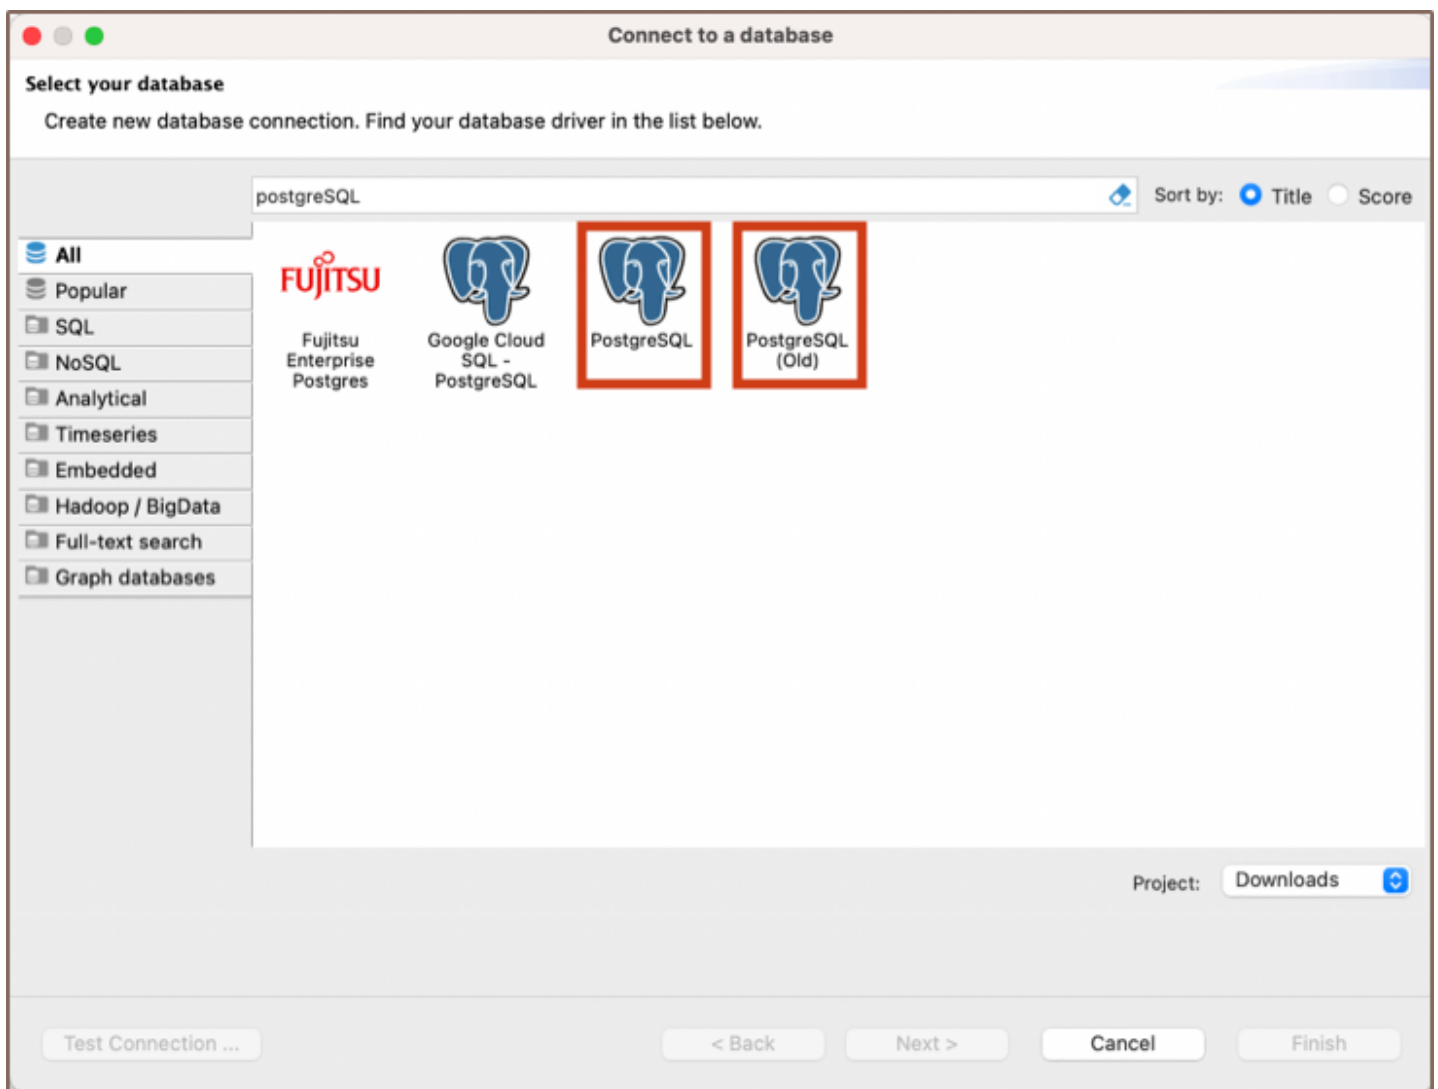 Connect to a database
Select your database
Create new database connection. Find your database driver in the list below.
postgreSQL
Sort by: Title Score
All
Popular
SQL
NoSQL
Analytical
Timeseries
Embedded
Hadoop / BigData
Full-text search
Graph databases
FUJITSU
Fujitsu
Enterprise
Postgres
Google Cloud
SQL -
PostgreSQL
PostgreSQL
PostgreSQL
(Old)
Project: Downloads
Test Connection ...
< Back
Next >
Cancel
Finish